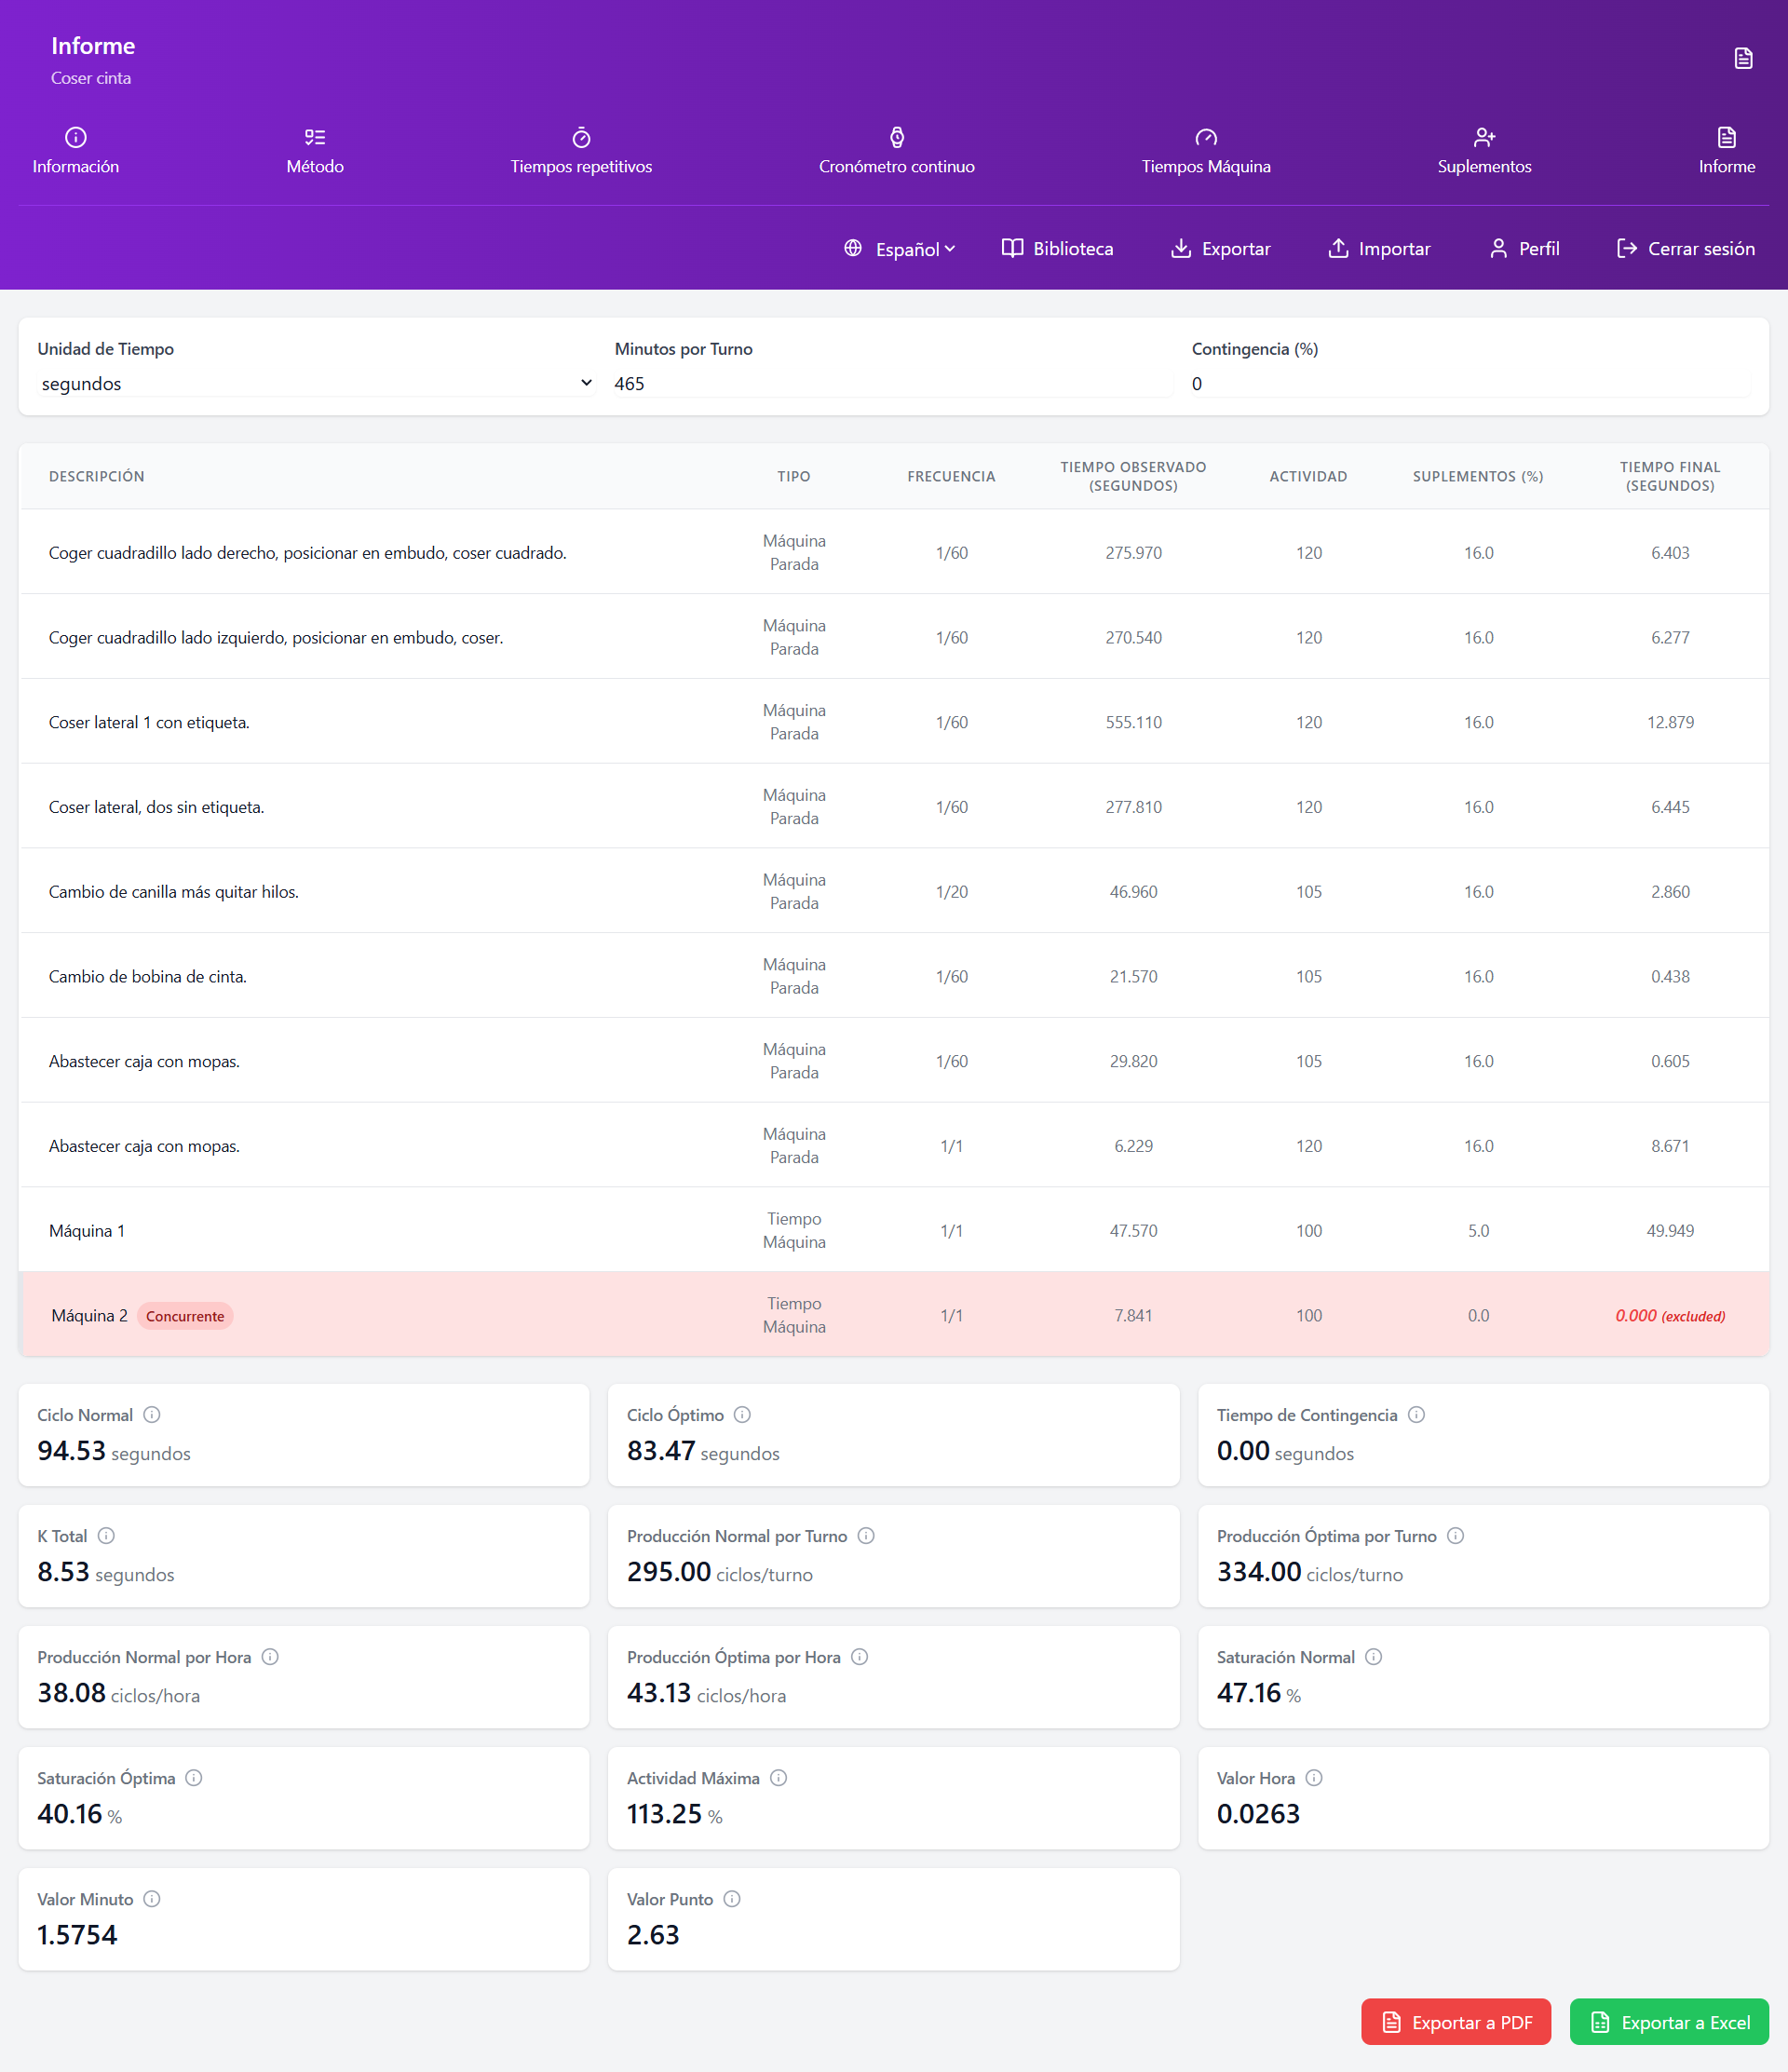 Informe
Coser cinta
Información
Método
Tiempos repetitivos
Cronómetro continuo
Tiempos Máquina
Suplementos
Informe
Español
Biblioteca
Exportar
Importar
Perfil
Cerrar sesión
Unidad de Tiempo
Minutos por Turno
Contingencia (%)
segundos
465
0
DESCRIPCIÓN TIPO FRECUENCIA TIEMPO OBSERVADO (SEGUNDOS) ACTIVIDAD SUPLEMENTOS (%) TIEMPO FINAL (SEGUNDOS)
Coger cuadradillo lado derecho, posicionar en embudo, coser cuadrado. Máquina Parada 1/60 275.970 120 16.0 6.403
Coger cuadradillo lado izquierdo, posicionar en embudo, coser. Máquina Parada 1/60 270.540 120 16.0 6.277
Coser lateral 1 con etiqueta. Máquina Parada 1/60 555.110 120 16.0 12.879
Coser lateral, dos sin etiqueta. Máquina Parada 1/60 277.810 120 16.0 6.445
Cambio de canilla más quitar hilos. Máquina Parada 1/20 46.960 105 16.0 2.860
Cambio de bobina de cinta. Máquina Parada 1/60 21.570 105 16.0 0.438
Abastecer caja con mopas. Máquina Parada 1/60 29.820 105 16.0 0.605
Abastecer caja con mopas. Máquina Parada 1/1 6.229 120 16.0 8.671
Máquina 1 Tiempo Máquina 1/1 47.570 100 5.0 49.949
Máquina 2 Concurrente Tiempo Máquina 1/1 7.841 100 0.0 0.000 (excluded)
Ciclo Normal
94.53 segundos
Ciclo Óptimo
83.47 segundos
Tiempo de Contingencia
0.00 segundos
K Total
8.53 segundos
Producción Normal por Turno
295.00 ciclos/turno
Producción Óptima por Turno
334.00 ciclos/turno
Producción Normal por Hora
38.08 ciclos/hora
Producción Óptima por Hora
43.13 ciclos/hora
Saturación Normal
47.16 %
Saturación Óptima
40.16 %
Actividad Máxima
113.25 %
Valor Hora
0.0263
Valor Minuto
1.5754
Valor Punto
2.63
Exportar a PDF
Exportar a Excel